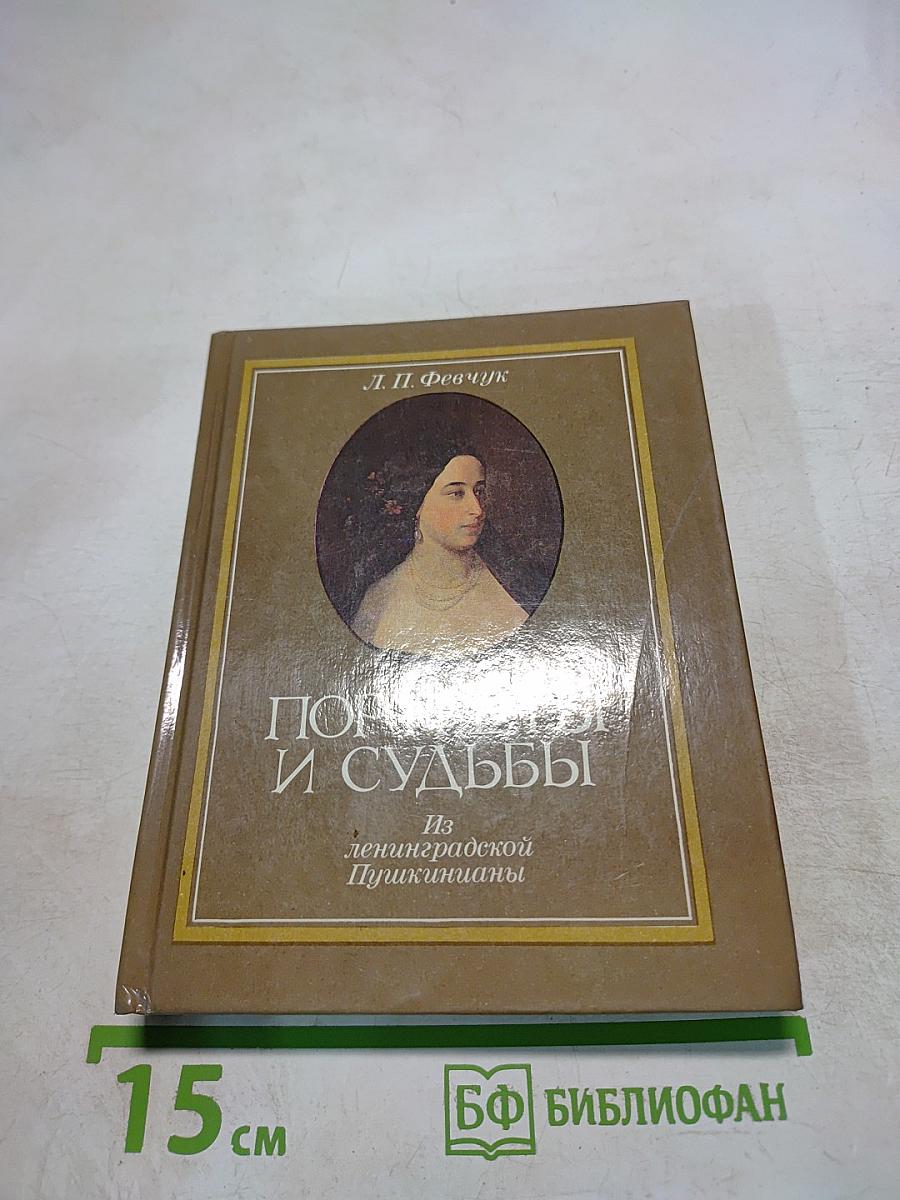 Л. П. Февчук
И СУДЬБЫ
Из
ленинградской
Пушкинианы
15 см
БФ БИБЛИОФАН